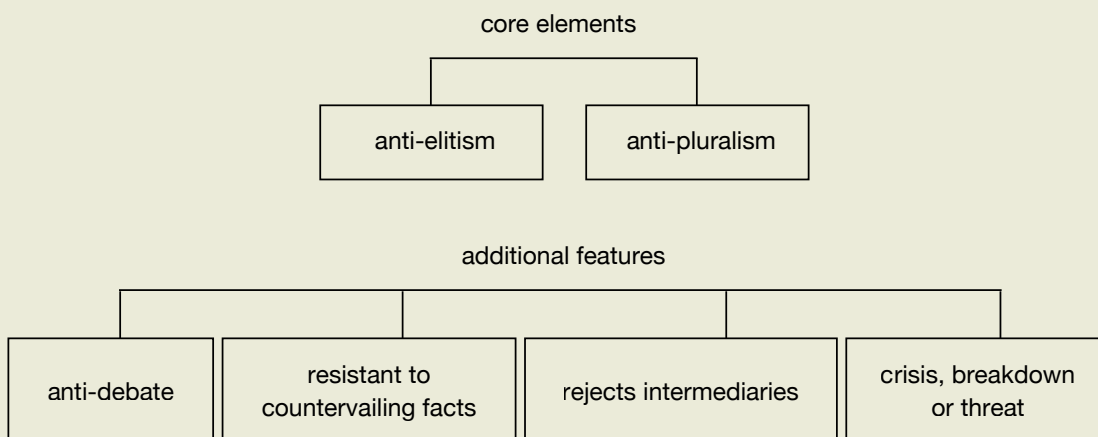 core elements
anti-elitism
anti-pluralism
additional features
anti-debate
resistant to
countervailing facts
rejects intermediaries
crisis, breakdown
or threat